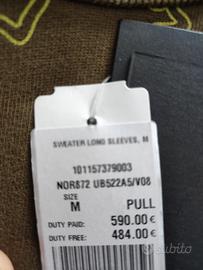 SWEATER LONG SLEEVES, M
101157379003
NOR872 UB522A5/V08
SIZE
M PULL
DUTY PAID: 590.00 €
DUTY FREE: 484.00 €
subito